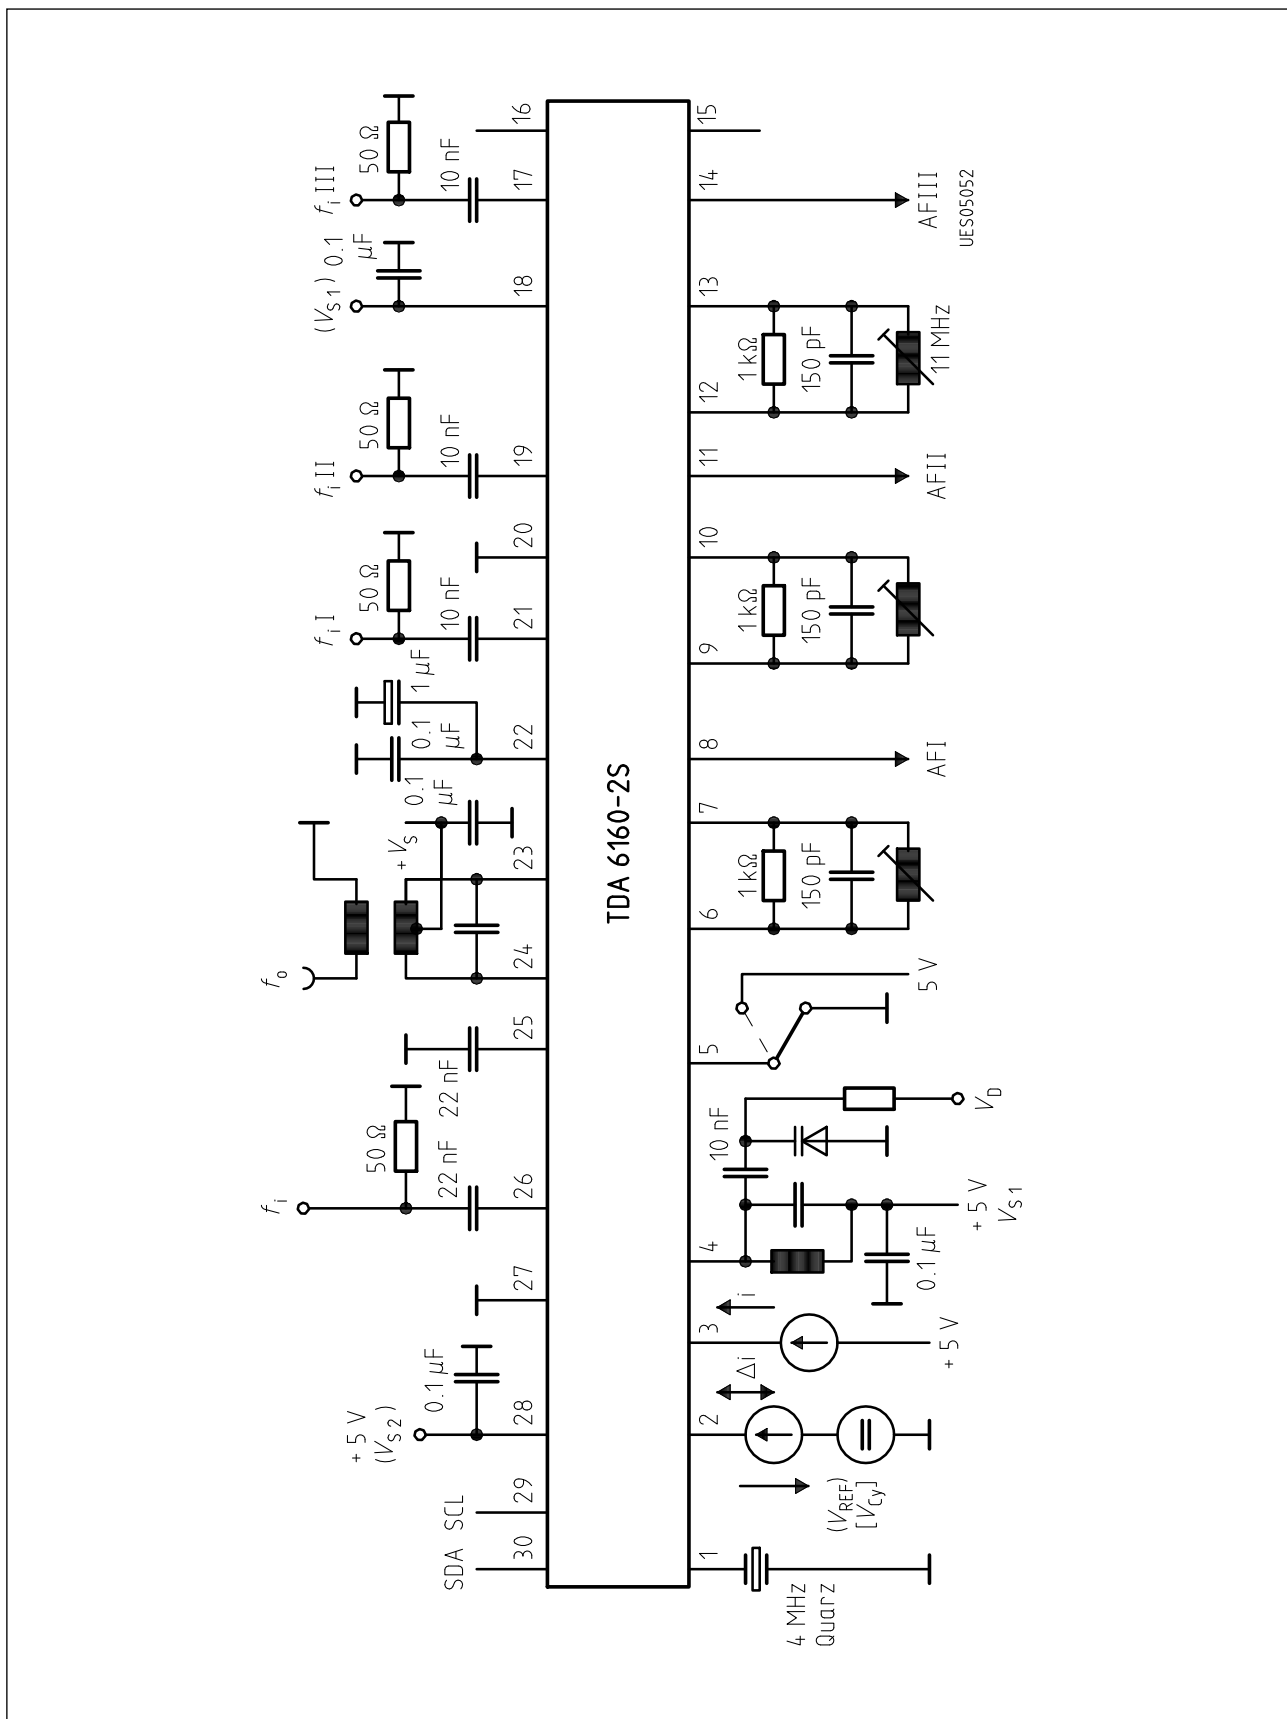 SDA SCL
+ 5 V
(V_S2)
0.1 µF
f_i
50 Ω
22 nF
22 nF
f_o
+ V_S
0.1
µF
0.1
µF
1 µF
f_i I
50 Ω
10 nF
f_i II
50 Ω
10 nF
(V_S1)
0.1
µF
f_i III
50 Ω
10 nF
30 29 28 27 26 25 24 23 22 21 20 19 18 17 16
TDA 6160-2S
1 2 3 4 5 6 7 8 9 10 11 12 13 14 15
4 MHz
Quarz
(V_REF)
[V_Cy]
Δi
i
+ 5 V
0.1 µF
+ 5 V
V_S1
10 nF
V_D
5 V
1 kΩ
150 pF
AFI
1 kΩ
150 pF
AFII
1 kΩ
150 pF
11 MHz
AFIII
UES05052